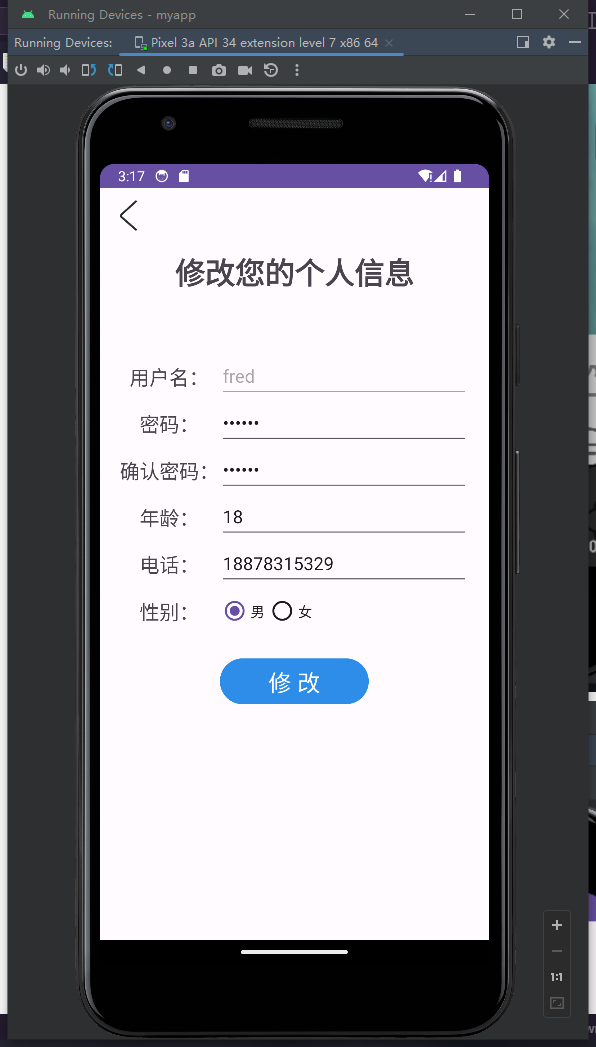 Running Devices - myapp
Running Devices: Pixel 3a API 34 extension level 7 x86 64
3:17
修改您的个人信息
用户名： fred
密码： ••••••
确认密码： ••••••
年龄： 18
电话： 18878315329
性别： 男 女
修 改
1:1